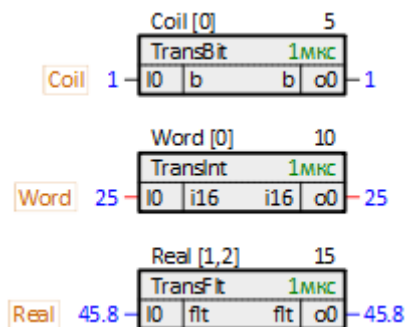 Coil [0] 5
TransBit 1мкс
Coil 1 I0 b b o0 1
Word [0] 10
TransInt 1мкс
Word 25 I0 i16 i16 o0 25
Real [1,2] 15
TransFlt 1мкс
Real 45.8 I0 flt flt o0 45.8